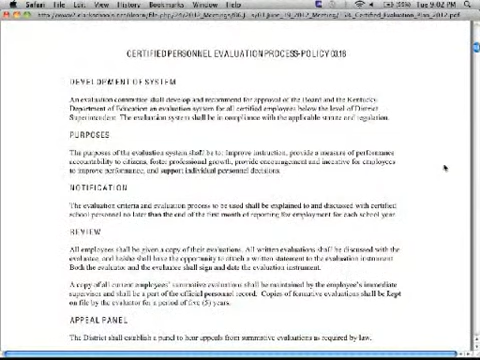 Safari File Edit View History Bookmarks Window Help
Tue 9:02 PM
CERTIFIED PERSONNEL EVALUATION PROCESS-POLICY 03.18
DEVELOPMENT OF SYSTEM
An evaluation committee shall develop and recommend for approval of the Board and the Kentucky
Department of Education an evaluation system for all certified employees below the level of District
Superintendent. The evaluation system shall be in compliance with the applicable statute and regulation.
PURPOSES
The purposes of the evaluation system shall be to: improve instruction, provide a measure of performance
accountability to citizens, foster professional growth, provide encouragement and incentive for employees
to improve performance, and support individual personnel decisions.
NOTIFICATION
The evaluation criteria and evaluation process to be used shall be explained to and discussed with certified
school personnel no later than the end of the first month of reporting for employment for each school year.
REVIEW
All employees shall be given a copy of their evaluations. All written evaluations shall be discussed with the
evaluatee, and he/she shall have the opportunity to attach a written statement to the evaluation instrument.
Both the evaluator and the evaluatee shall sign and date the evaluation instrument.
A copy of all current employees' summative evaluations shall be maintained by the employee's immediate
supervisor and shall be a part of the official personnel record. Copies of formative evaluations shall be kept
on file by the evaluator for a period of five (5) years.
APPEAL PANEL
The District shall establish a panel to hear appeals from summative evaluations as required by law.